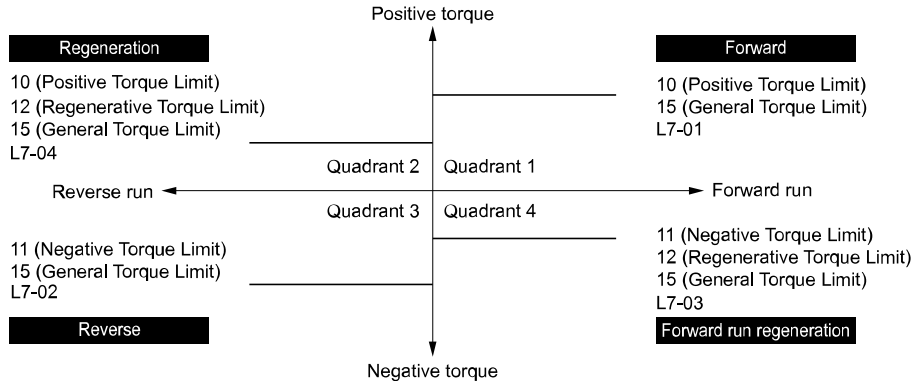 Positive torque
Regeneration
10 (Positive Torque Limit)
12 (Regenerative Torque Limit)
15 (General Torque Limit)
L7-04
Forward
10 (Positive Torque Limit)
15 (General Torque Limit)
L7-01
Quadrant 2
Quadrant 1
Reverse run
Forward run
Quadrant 3
Quadrant 4
11 (Negative Torque Limit)
15 (General Torque Limit)
L7-02
Reverse
11 (Negative Torque Limit)
12 (Regenerative Torque Limit)
15 (General Torque Limit)
L7-03
Forward run regeneration
Negative torque